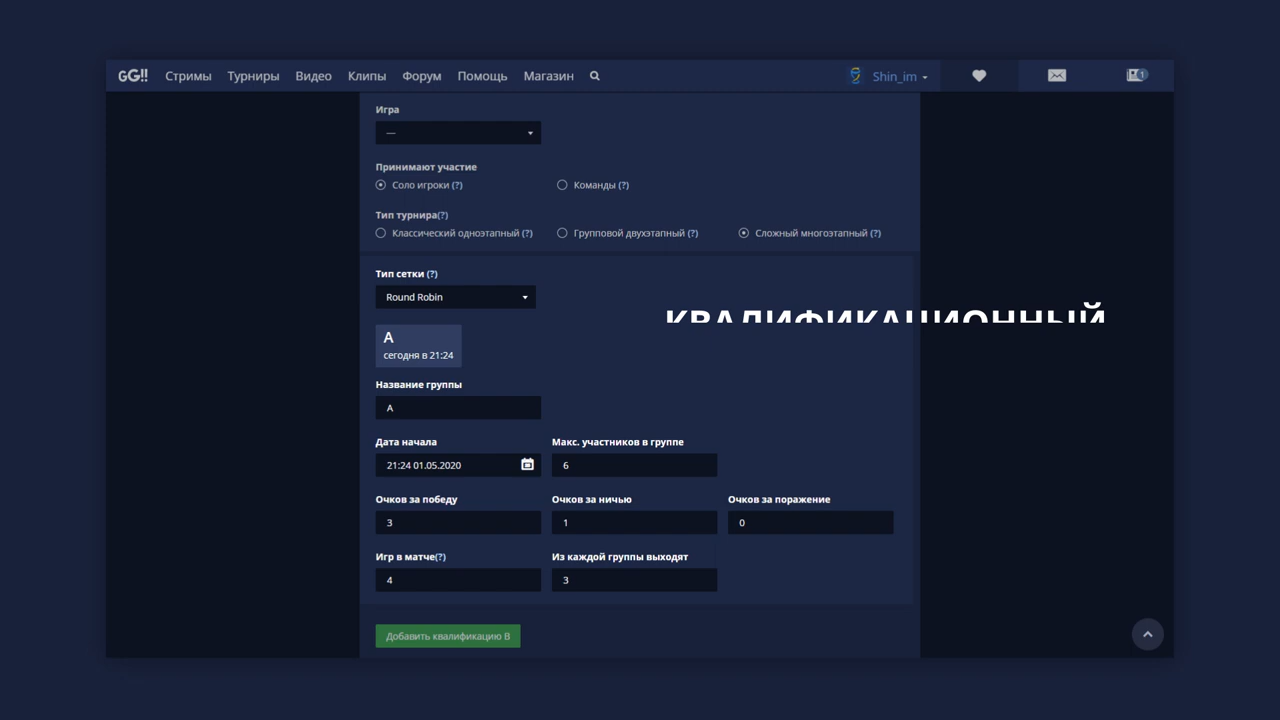 GG!! Стримы Турниры Видео Клипы Форум Помощь Магазин Shin_im 1
Игра
—
Принимают участие
Соло игроки (?) Команды (?)
Тип турнира(?)
Классический одноэтапный (?) Групповой двухэтапный (?) Сложный многоэтапный (?)
Тип сетки (?)
Round Robin
КВАЛИФИКАЦИОННЫЙ
A
сегодня в 21:24
Название группы
A
Дата начала Макс. участников в группе
21:24 01.05.2020 6
Очков за победу Очков за ничью Очков за поражение
3 1 0
Игр в матче(?) Из каждой группы выходят
4 3
Добавить квалификацию B